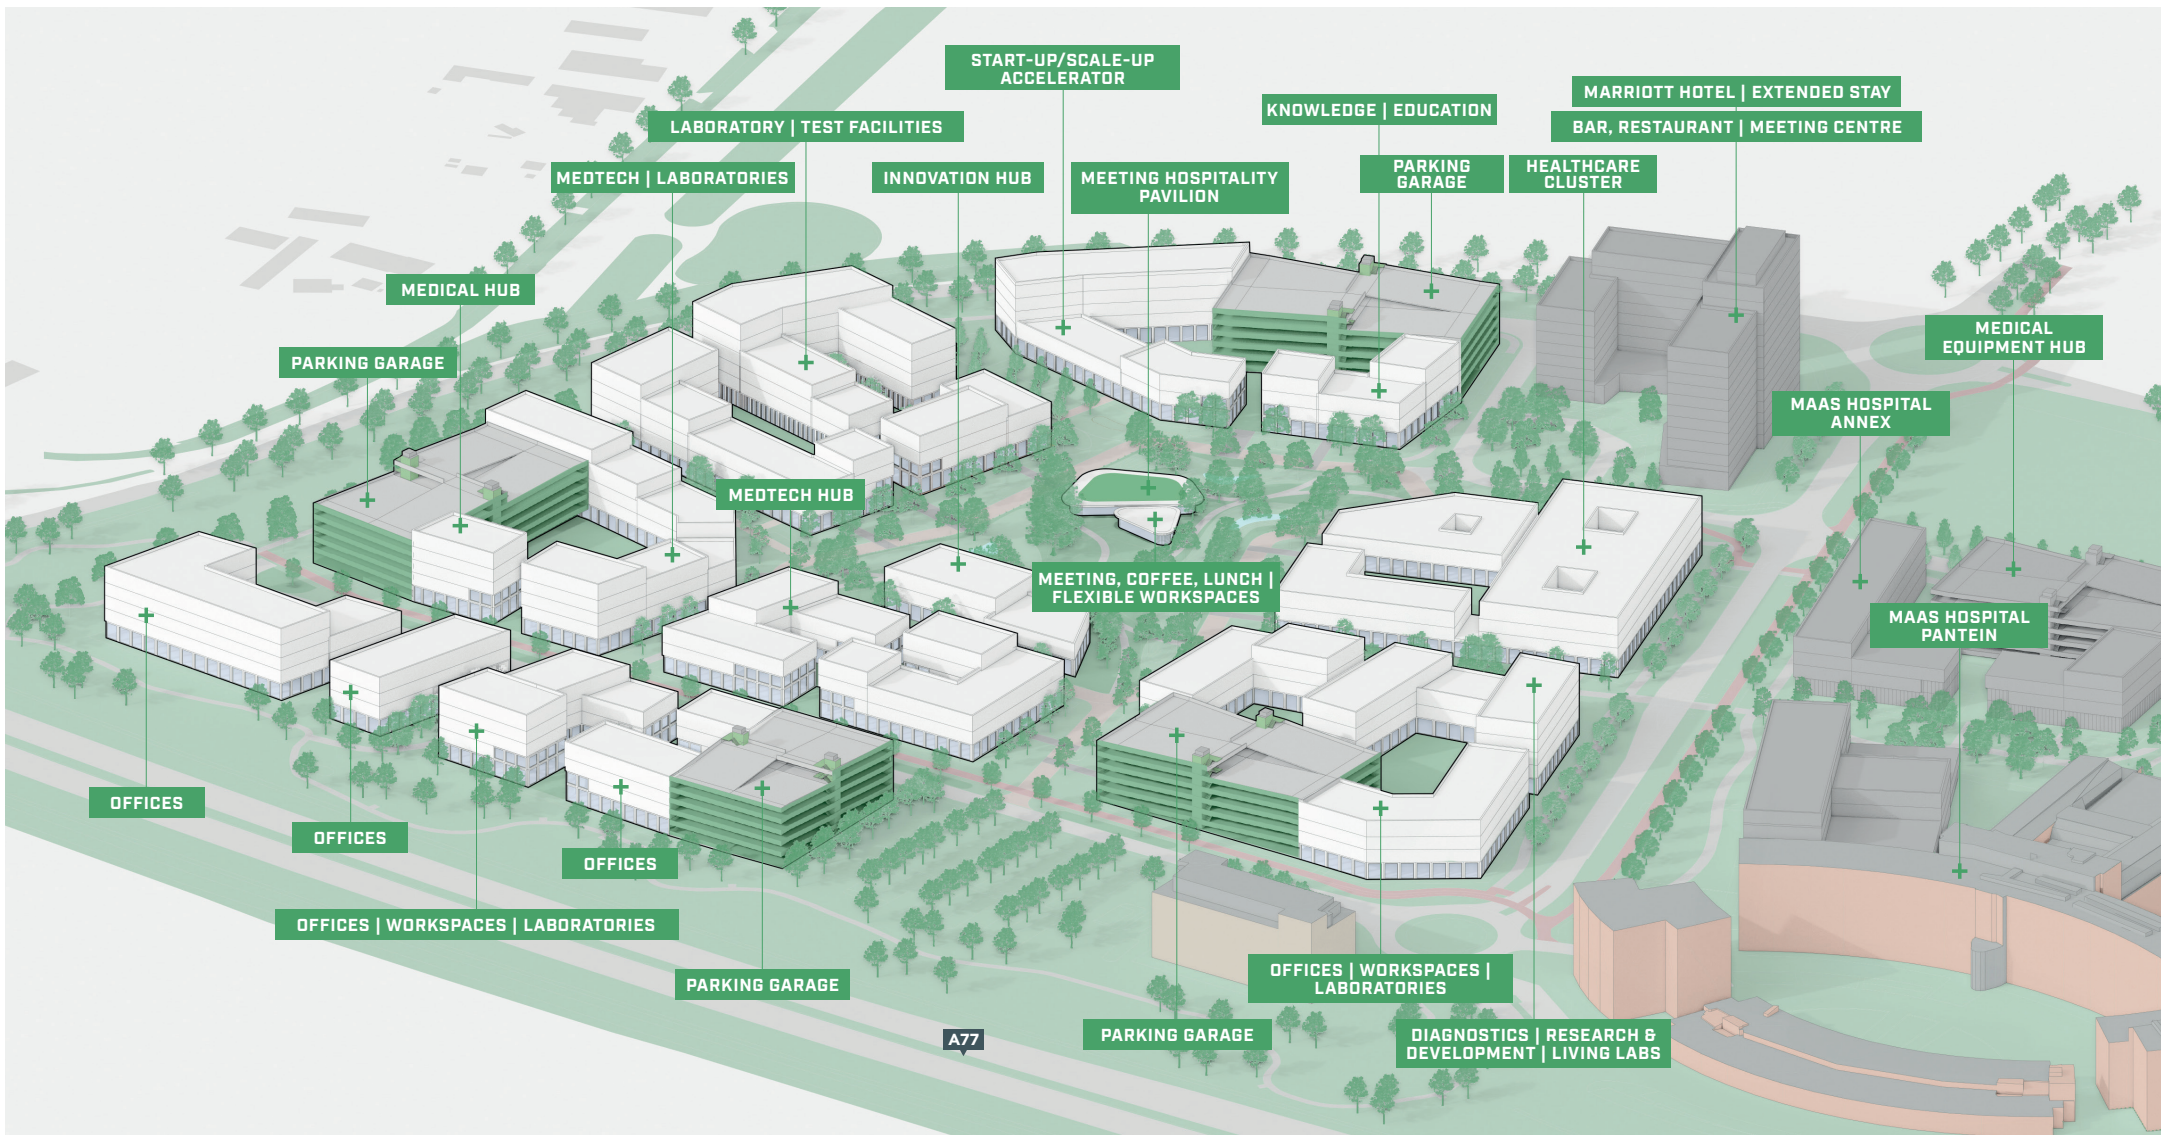 START-UP/SCALE-UP
ACCELERATOR
MARRIOTT HOTEL | EXTENDED STAY
KNOWLEDGE | EDUCATION
LABORATORY | TEST FACILITIES
BAR, RESTAURANT | MEETING CENTRE
MEDTECH | LABORATORIES
INNOVATION HUB
MEETING HOSPITALITY
PAVILION
PARKING
GARAGE
HEALTHCARE
CLUSTER
MEDICAL HUB
MEDICAL
EQUIPMENT HUB
PARKING GARAGE
MAAS HOSPITAL
ANNEX
MEDTECH HUB
MEETING, COFFEE, LUNCH |
FLEXIBLE WORKSPACES
MAAS HOSPITAL
PANTEIN
OFFICES
OFFICES
OFFICES
OFFICES | WORKSPACES | LABORATORIES
PARKING GARAGE
OFFICES | WORKSPACES |
LABORATORIES
PARKING GARAGE
DIAGNOSTICS | RESEARCH &
DEVELOPMENT | LIVING LABS
A77